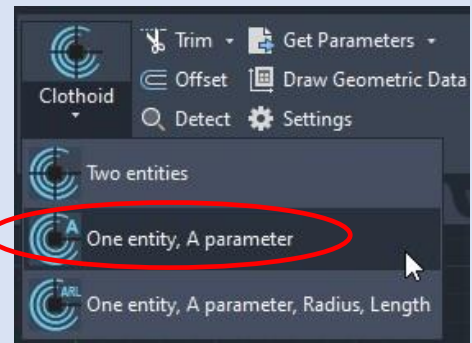 Trim
Get Parameters
Clothoid
Offset
Draw Geometric Data
Detect
Settings
Two entities
A
One entity, A parameter
ARL
One entity, A parameter, Radius, Length